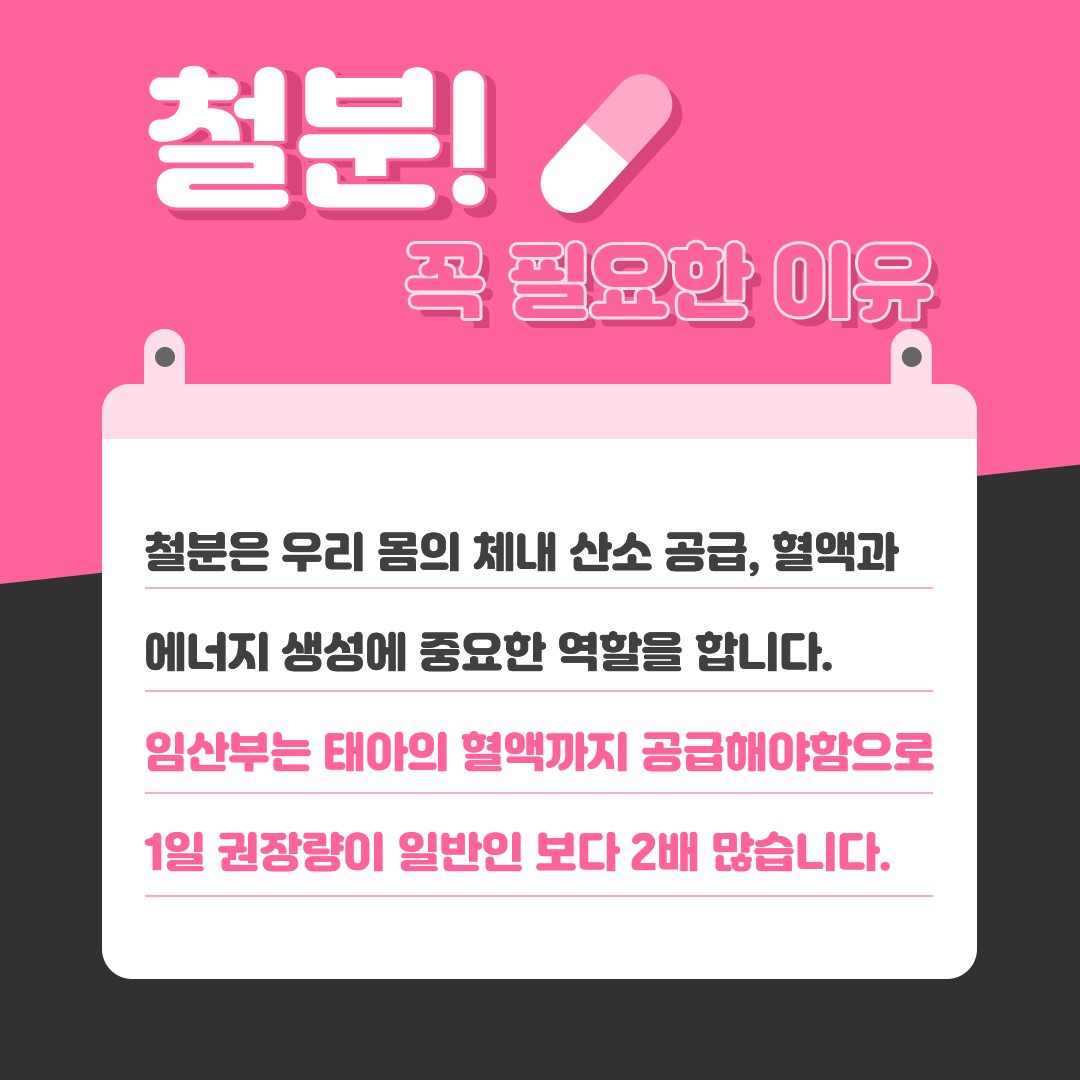 철분!
꼭 필요한 이유
철분은 우리 몸의 체내 산소 공급, 혈액과
에너지 생성에 중요한 역할을 합니다.
임산부는 태아의 혈액까지 공급해야함으로
1일 권장량이 일반인 보다 2배 많습니다.